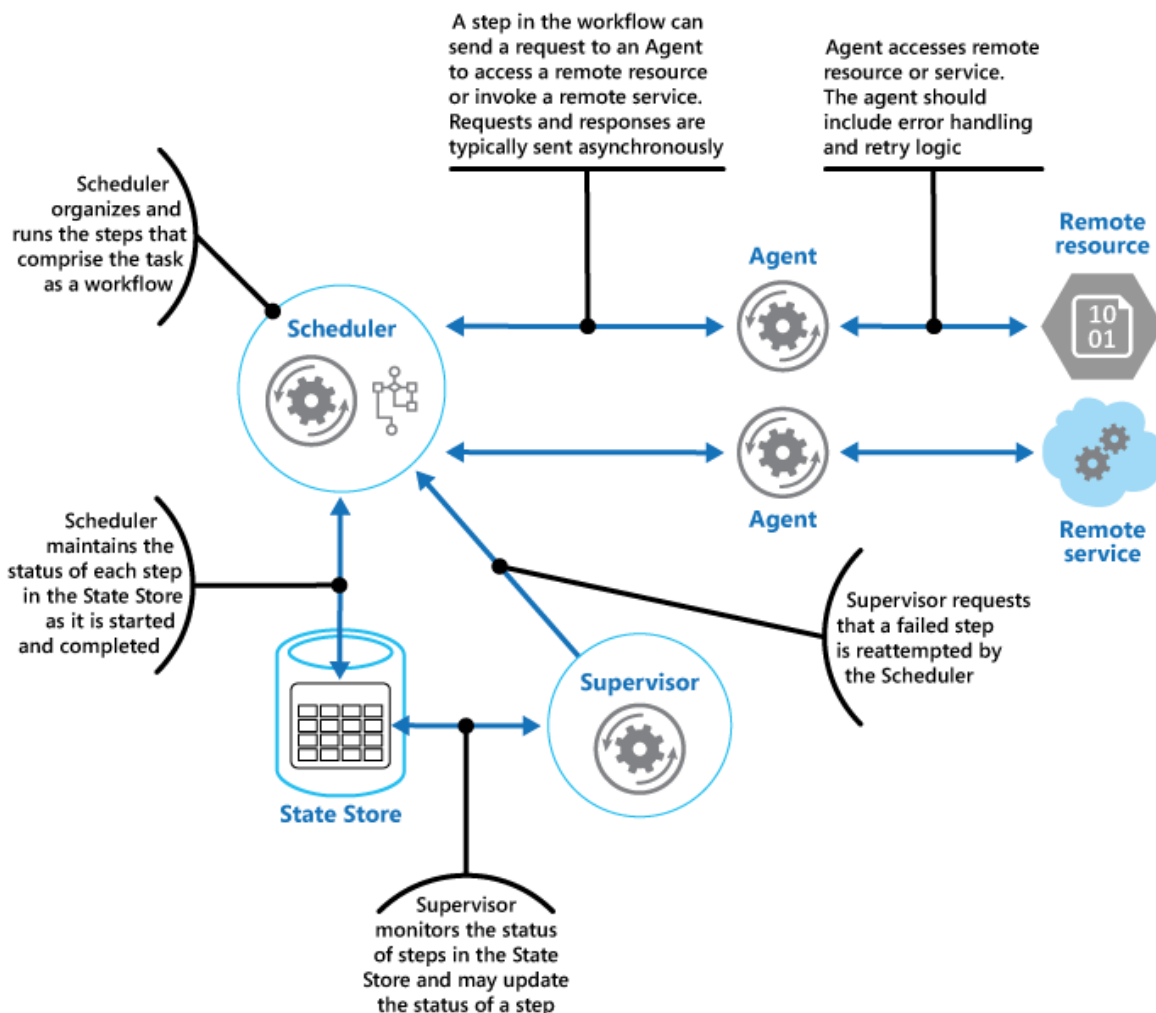 A step in the workflow can
send a request to an Agent
to access a remote resource
or invoke a remote service.
Requests and responses are
typically sent asynchronously
Agent accesses remote
resource or service.
The agent should
include error handling
and retry logic
Scheduler
organizes and
runs the steps that
comprise the task
as a workflow
Scheduler
Agent
Remote
resource
10
01
Agent
Remote
service
Scheduler
maintains the
status of each step
in the State Store
as it is started
and completed
Supervisor requests
that a failed step
is reattempted by
the Scheduler
Supervisor
State Store
Supervisor
monitors the status
of steps in the State
Store and may update
the status of a step